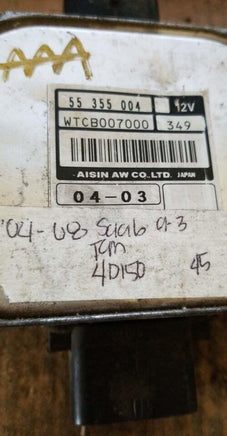 AAA
55 355 004 12V
WTCB007000 349
AISIN AW CO., LTD. JAPAN
04-03
'04-08 Saab 9-3
TCM
4D150 45